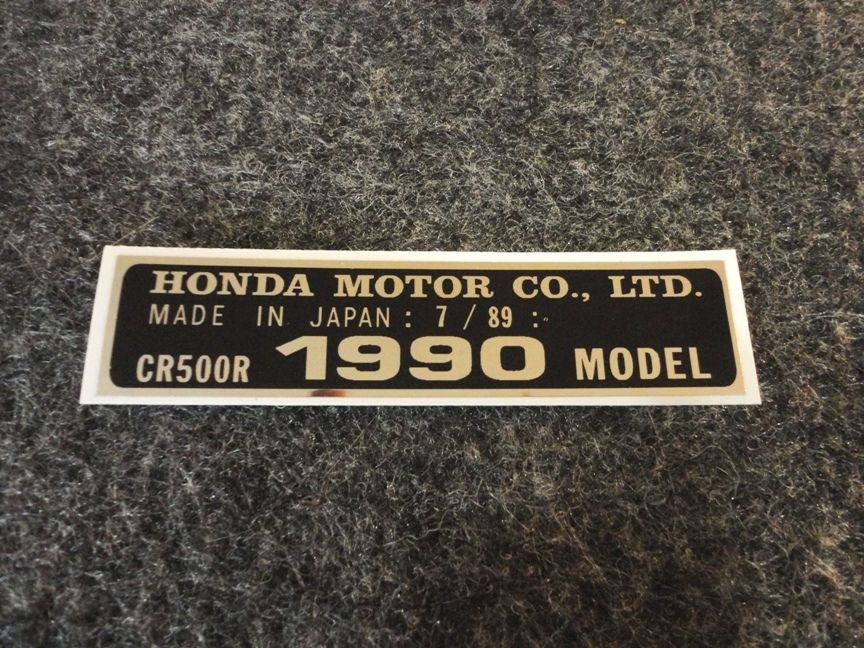 HONDA MOTOR CO., LTD.
MADE IN JAPAN : 7 / 89 :
CR500R 1990 MODEL